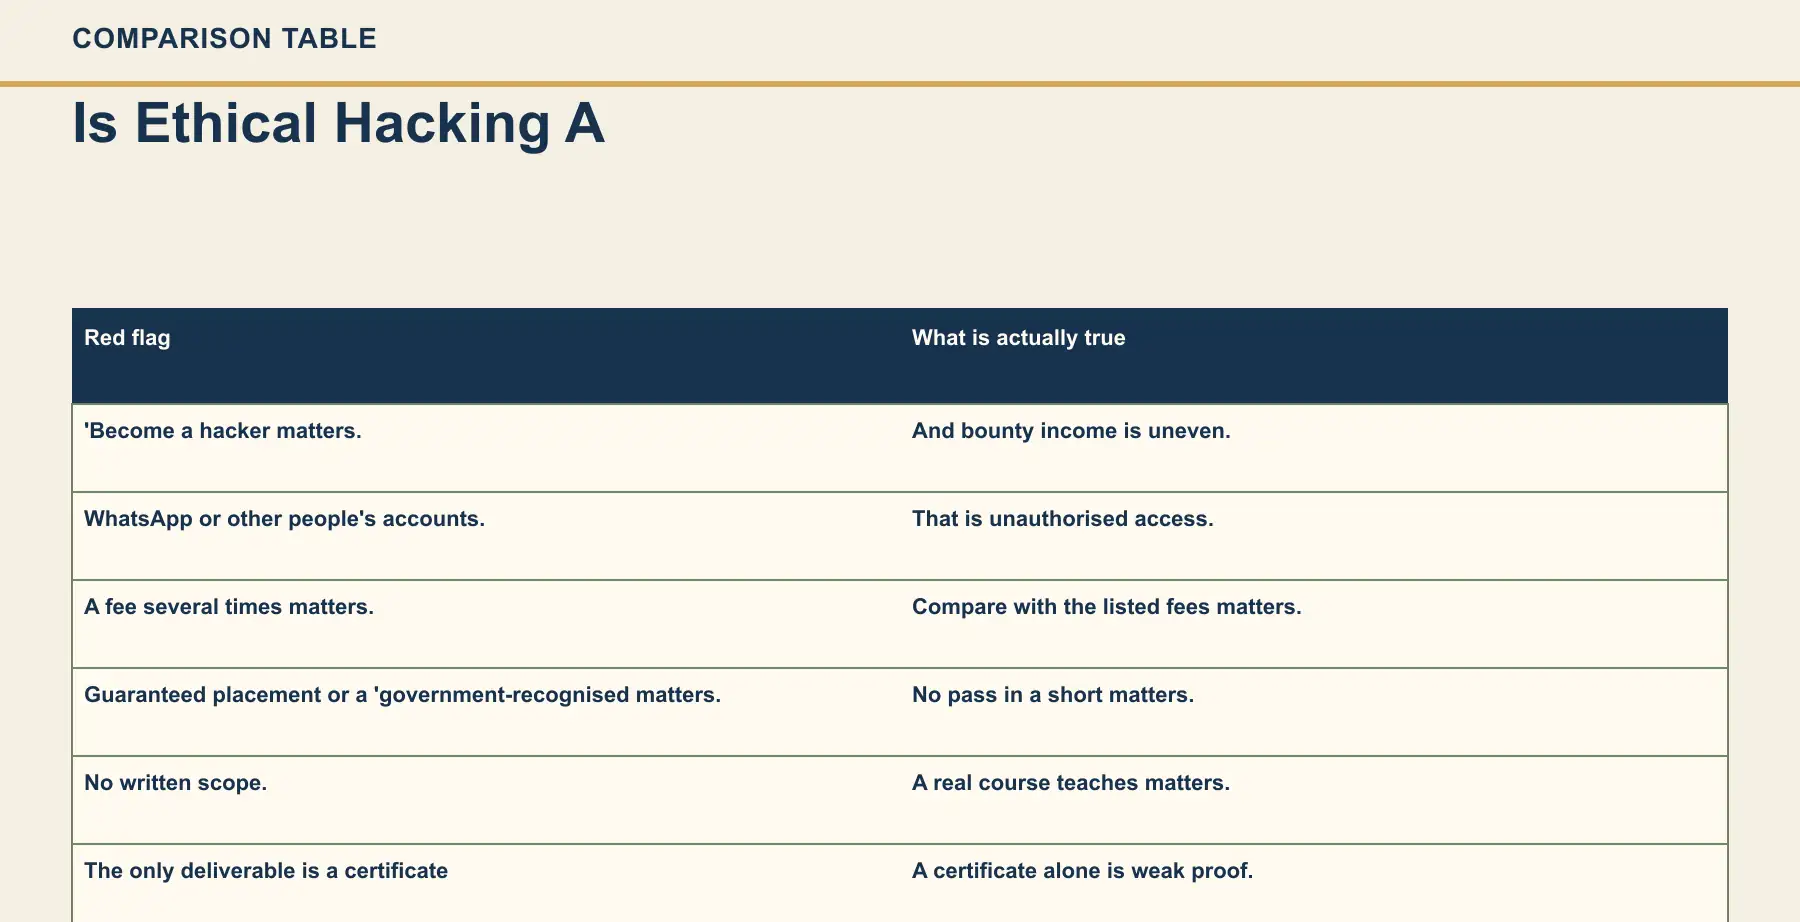 COMPARISON TABLE
Is Ethical Hacking A
Red flag What is actually true
'Become a hacker matters. And bounty income is uneven.
WhatsApp or other people's accounts. That is unauthorised access.
A fee several times matters. Compare with the listed fees matters.
Guaranteed placement or a 'government-recognised matters. No pass in a short matters.
No written scope. A real course teaches matters.
The only deliverable is a certificate A certificate alone is weak proof.